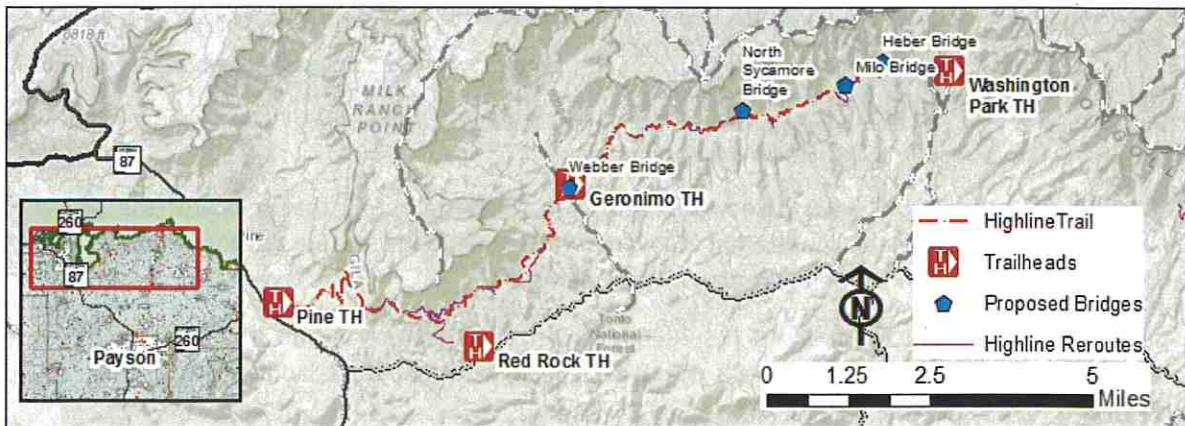 6818 ft
MILK
RANCH
POINT
87
North
Sycamore
Bridge
Heber Bridge
Milo Bridge
Washington
Park TH
Webber Bridge
Geronimo TH
260
87
Payson
260
Pine TH
Red Rock TH
Tonto
National
Forest
N
Highline Trail
Trailheads
Proposed Bridges
Highline Reroutes
0 1.25 2.5 5
Miles